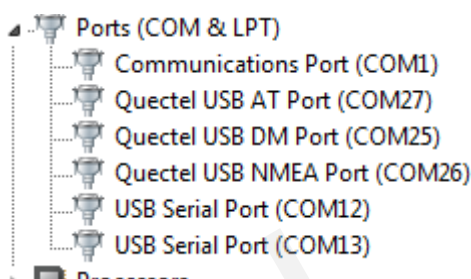 Ports (COM & LPT)
Communications Port (COM1)
Quectel USB AT Port (COM27)
Quectel USB DM Port (COM25)
Quectel USB NMEA Port (COM26)
USB Serial Port (COM12)
USB Serial Port (COM13)
Processors